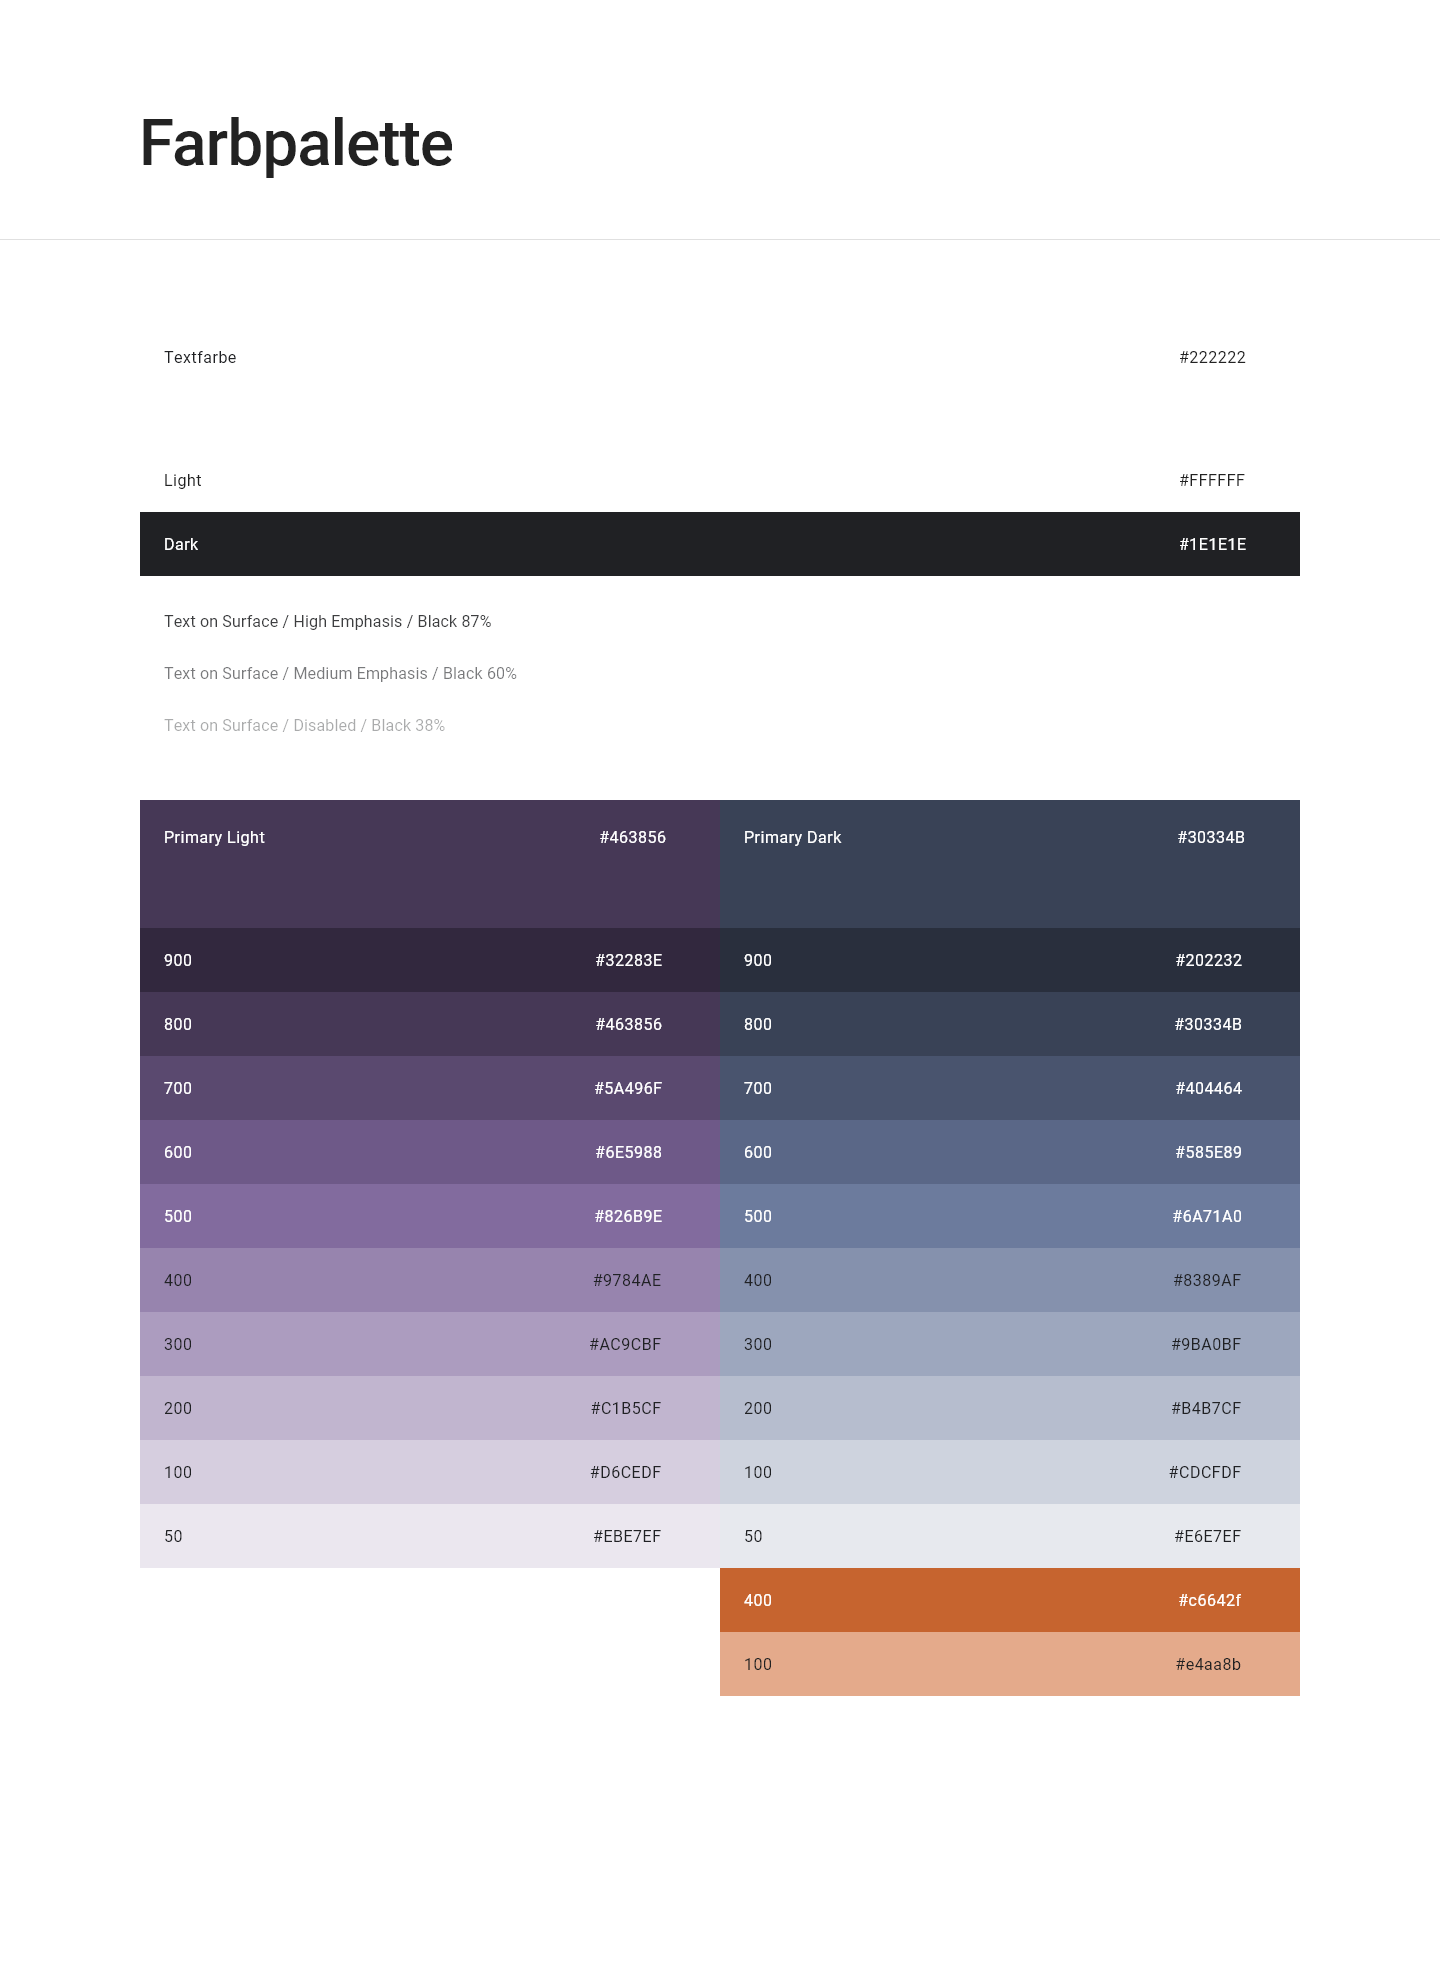 Farbpalette
Textfarbe #222222
Light #FFFFFF
Dark #1E1E1E
Text on Surface / High Emphasis / Black 87%
Text on Surface / Medium Emphasis / Black 60%
Text on Surface / Disabled / Black 38%
Primary Light #463856 Primary Dark #30334B
900 #32283E 900 #202232
800 #463856 800 #30334B
700 #5A496F 700 #404464
600 #6E5988 600 #585E89
500 #826B9E 500 #6A71A0
400 #9784AE 400 #8389AF
300 #AC9CBF 300 #9BA0BF
200 #C1B5CF 200 #B4B7CF
100 #D6CEDF 100 #CDCFDF
50 #EBE7EF 50 #E6E7EF
400 #c6642f
100 #e4aa8b